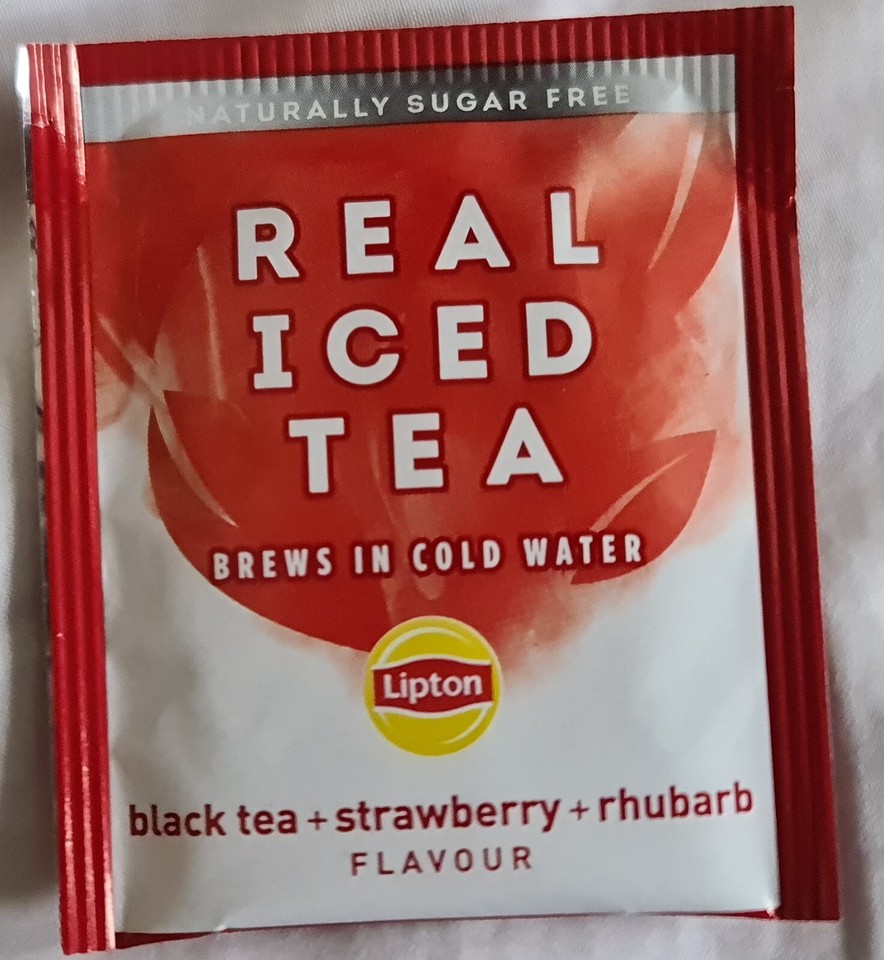 NATURALLY SUGAR FREE
REAL
ICED
TEA
BREWS IN COLD WATER
Lipton
black tea + strawberry + rhubarb
FLAVOUR